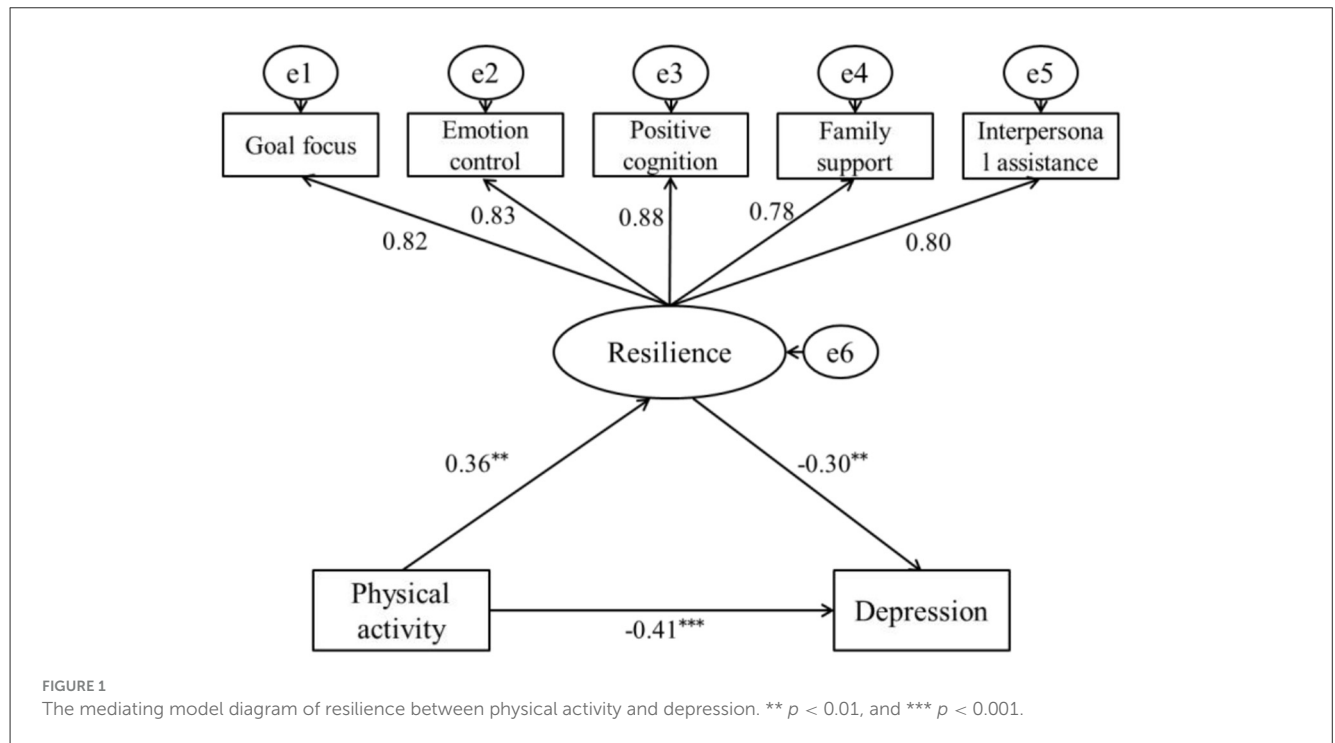 e1
e2
e3
e4
e5
Goal focus
Emotion
control
Positive
cognition
Family
support
Interpersona
l assistance
0.82
0.83
0.88
0.78
0.80
Resilience
e6
0.36**
-0.30**
Physical
activity
-0.41***
Depression
FIGURE 1
The mediating model diagram of resilience between physical activity and depression. ** p < 0.01, and *** p < 0.001.